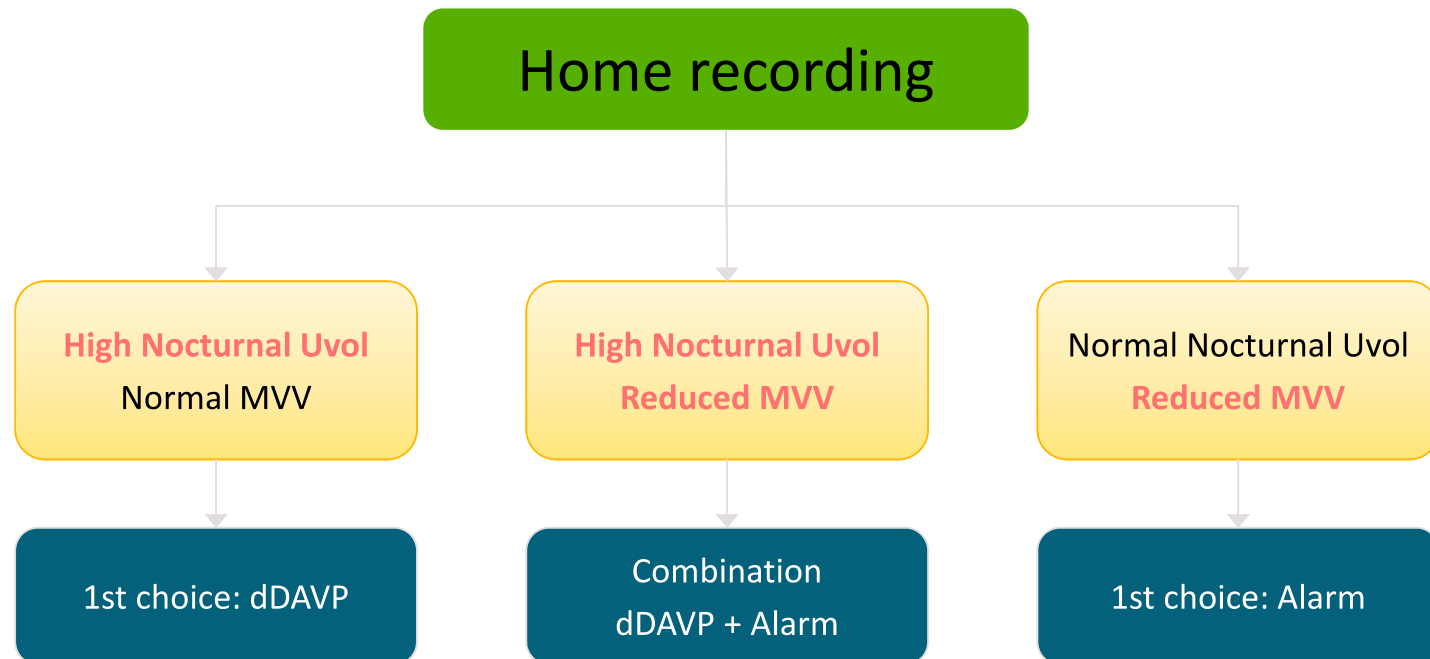 Home recording
High Nocturnal Uvol
Normal MVV
High Nocturnal Uvol
Reduced MVV
Normal Nocturnal Uvol
Reduced MVV
1st choice: dDAVP
Combination
dDAVP + Alarm
1st choice: Alarm